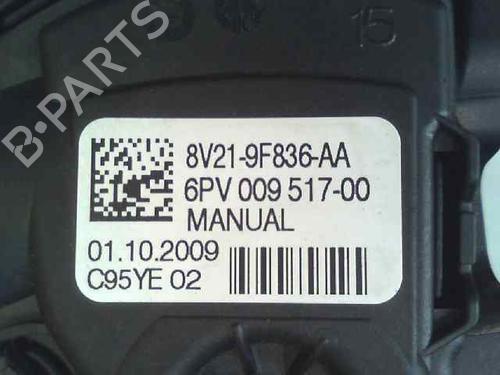 B-PARTS
15
8V21-9F836-AA
6PV 009 517-00
MANUAL
01.10.2009
C95YE 02